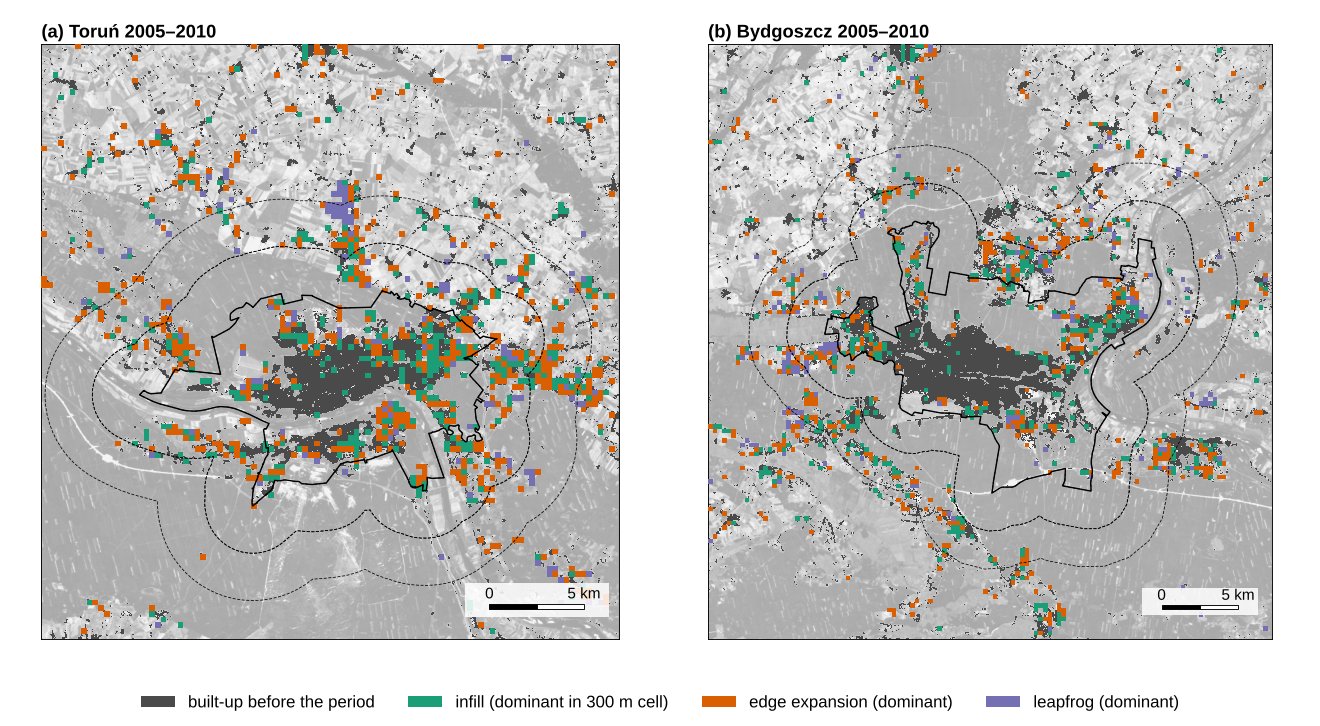 (a) Toruń 2005–2010
(b) Bydgoszcz 2005–2010
0 5 km
0 5 km
built-up before the period
infill (dominant in 300 m cell)
edge expansion (dominant)
leapfrog (dominant)